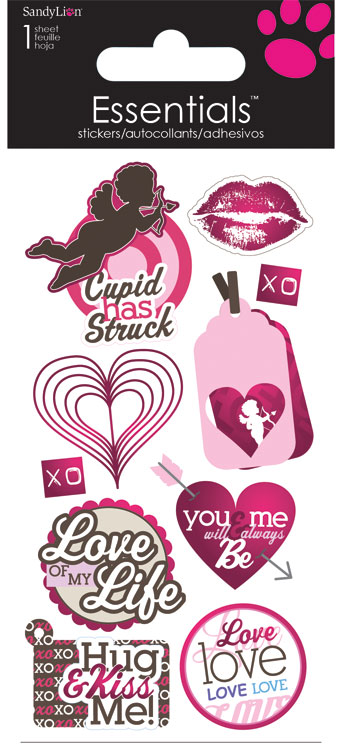 SandyLion
1 sheet
feuille
hoja
Essentials™
stickers/autocollants/adhesivos
Cupid
has
Struck
XO
XO
you & me
will always
Be
Love
OF MY
Life
Hug
& Kiss
Me!
XOXO
Love
love
LOVE LOVE
LOVE